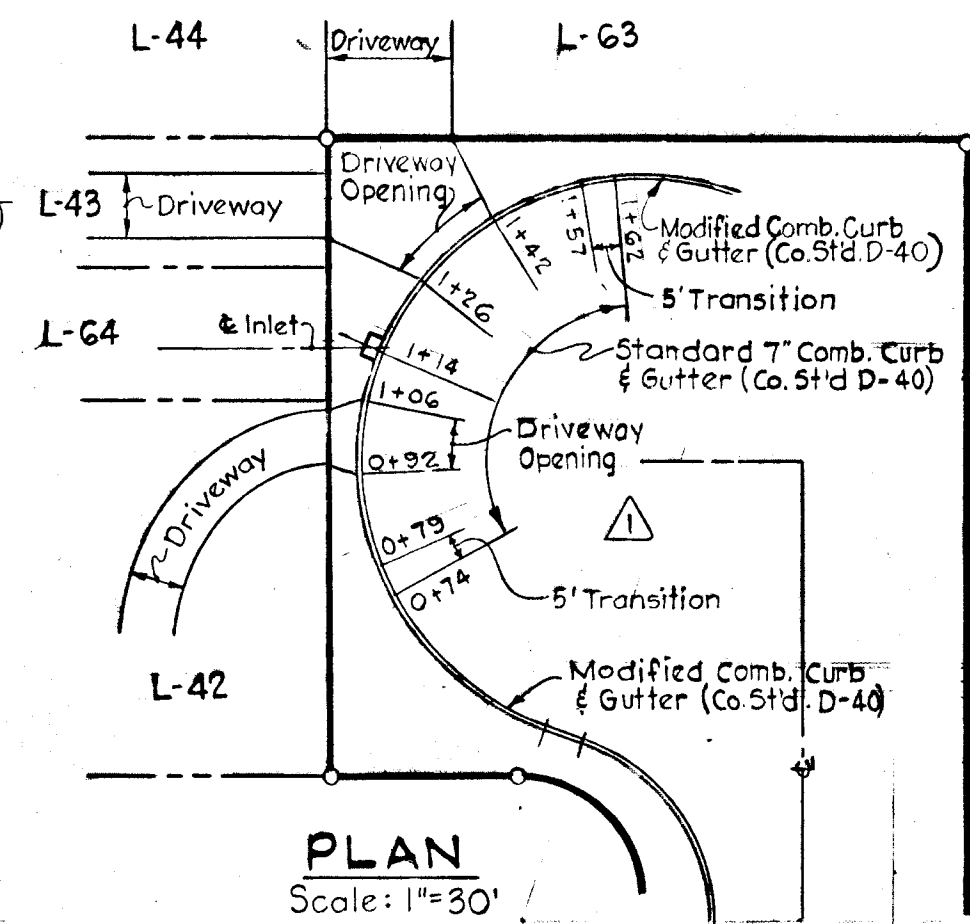 L-44
Driveway
L-63
Driveway
Opening
L-43
Driveway
1+42
1+57
1+62
Modified Comb. Curb
& Gutter (Co. St'd. D-40)
1+26
5' Transition
L-64
℄ Inlet
1+14
Standard 7" Comb. Curb
& Gutter (Co. St'd D-40)
1+06
Driveway
Opening
0+92
Driveway
1
0+79
0+74
5' Transition
L-42
Modified Comb. Curb
& Gutter (Co. St'd. D-40)
PLAN
Scale: 1"=30'